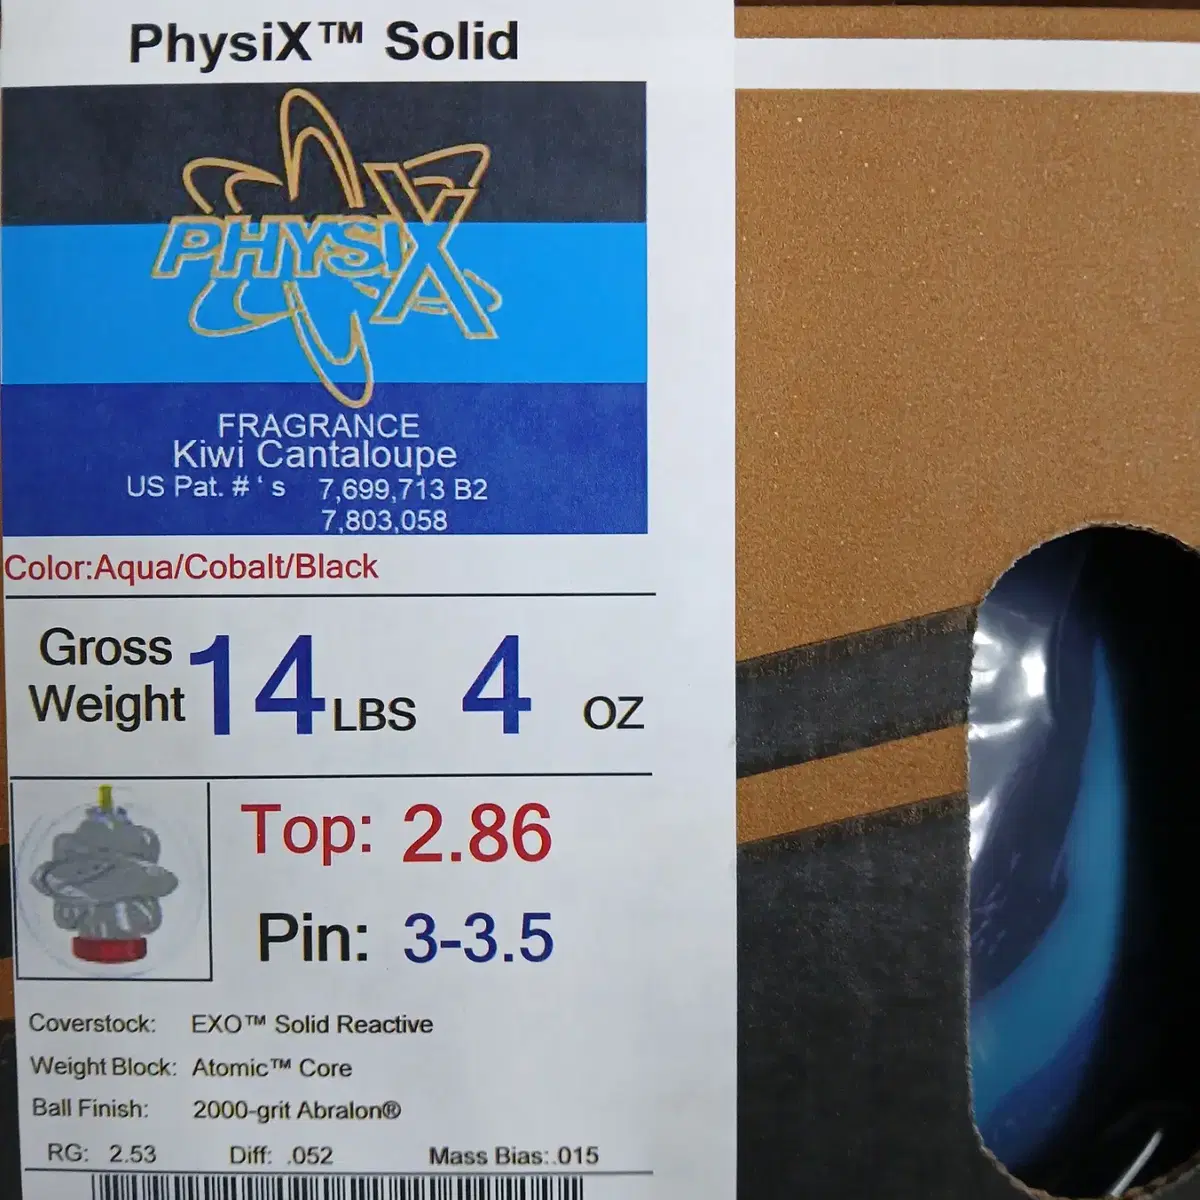 PhysiX™ Solid
PHYSIX
FRAGRANCE
Kiwi Cantaloupe
US Pat. # ' s 7,699,713 B2
7,803,058
Color:Aqua/Cobalt/Black
Gross Weight 14 LBS 4 OZ
Top: 2.86
Pin: 3-3.5
Coverstock: EXO™ Solid Reactive
Weight Block: Atomic™ Core
Ball Finish: 2000-grit Abralon®
RG: 2.53 Diff: .052 Mass Bias:.015